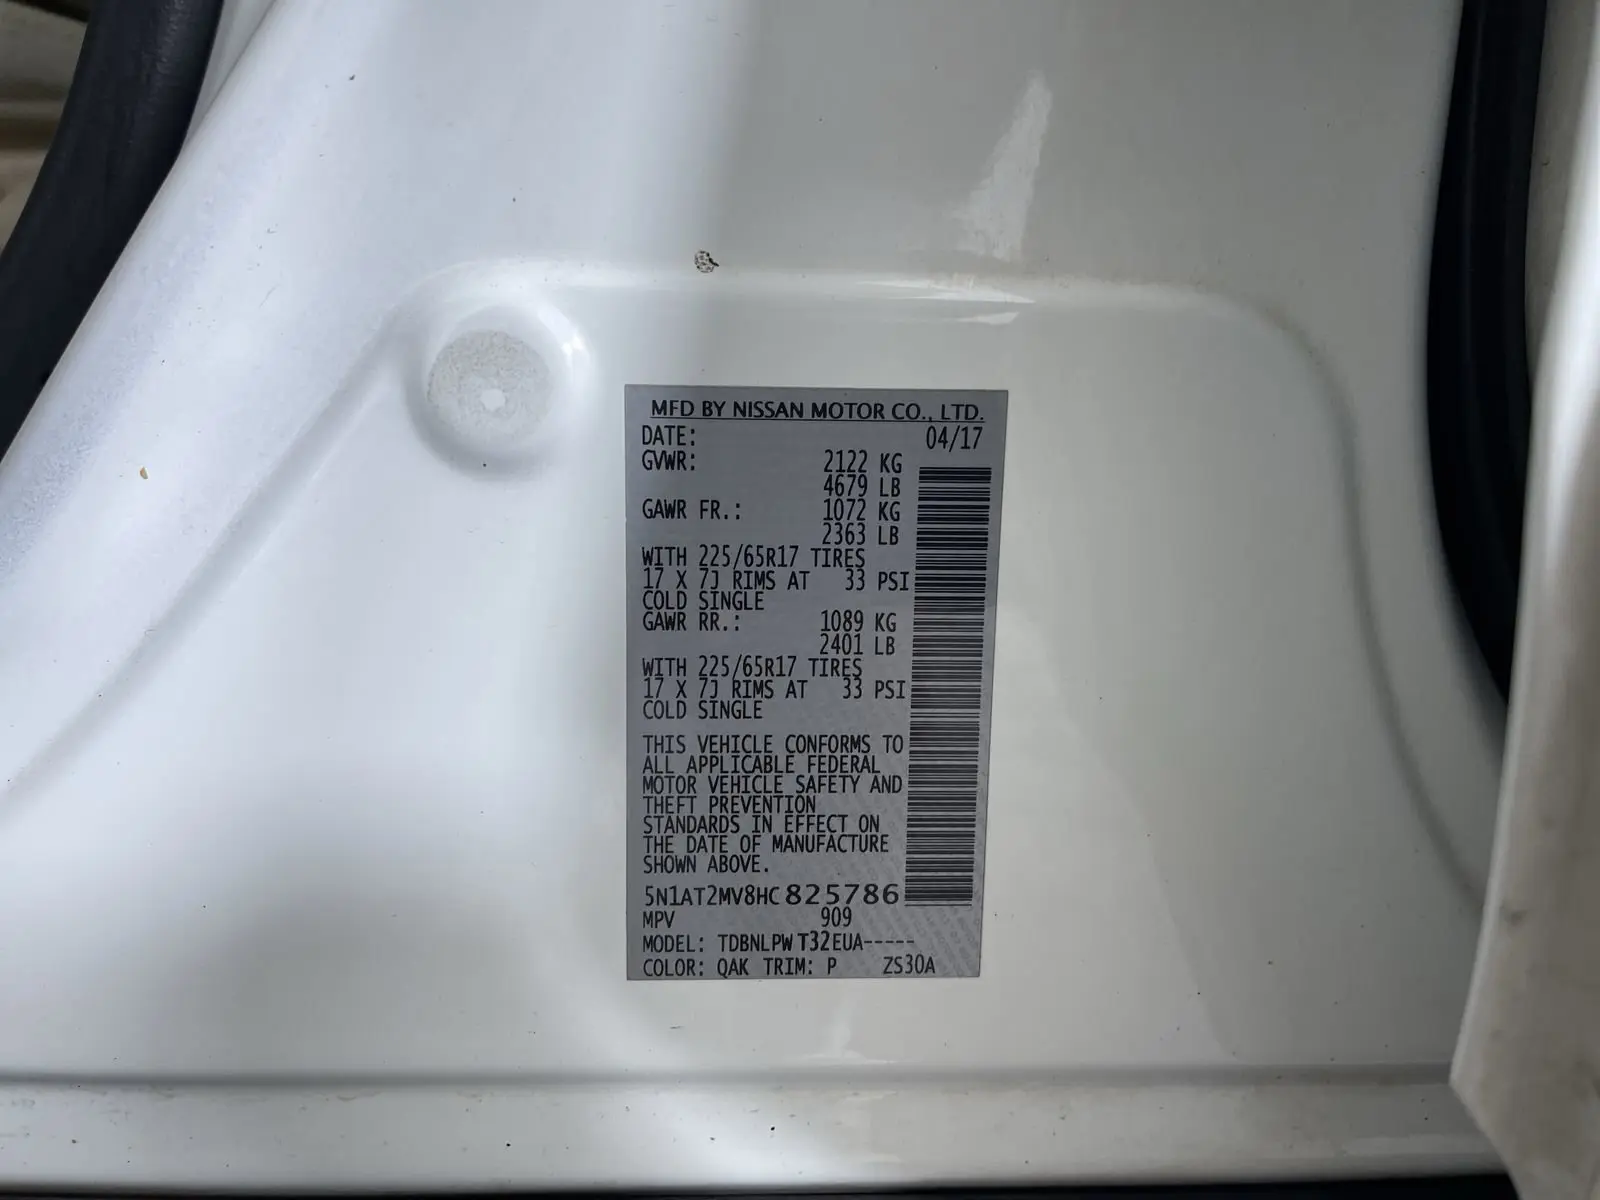 MFD BY NISSAN MOTOR CO., LTD.
DATE: 04/17
GVWR: 2122 KG
4679 LB
GAWR FR.: 1072 KG
2363 LB
WITH 225/65R17 TIRES
17 X 7J RIMS AT 33 PSI
COLD SINGLE
GAWR RR.: 1089 KG
2401 LB
WITH 225/65R17 TIRES
17 X 7J RIMS AT 33 PSI
COLD SINGLE
THIS VEHICLE CONFORMS TO
ALL APPLICABLE FEDERAL
MOTOR VEHICLE SAFETY AND
THEFT PREVENTION
STANDARDS IN EFFECT ON
THE DATE OF MANUFACTURE
SHOWN ABOVE.
5N1AT2MV8HC825786
MPV 909
MODEL: TDBNLPWT32EUA-----
COLOR: QAK TRIM: P ZS30A